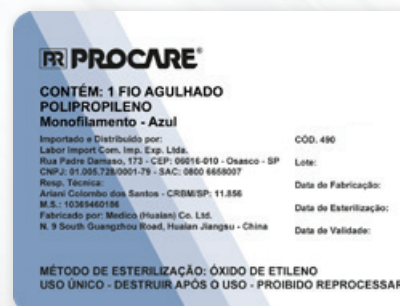 PR PROCARE®
CONTÉM: 1 FIO AGULHADO
POLIPROPILENO
Monofilamento - Azul
Importado e Distribuído por:
Labor Import Com. Imp. Exp. Ltda.
Rua Padre Damaso, 173 - CEP: 06016-010 - Osasco - SP
CNPJ: 01.005.728/0001-79 - SAC: 0800 6658007
Resp. Técnica:
Ariani Colombo dos Santos - CRBM/SP: 11.856
M.S.: 10369460186
Fabricado por: Medico (Huaian) Co. Ltd.
N. 9 South Guangzhou Road, Huaian Jiangsu - China
CÓD. 490
Lote:
Data de Fabricação:
Data de Esterilização:
Data de Validade:
MÉTODO DE ESTERILIZAÇÃO: ÓXIDO DE ETILENO
USO ÚNICO - DESTRUIR APÓS O USO - PROIBIDO REPROCESSAR